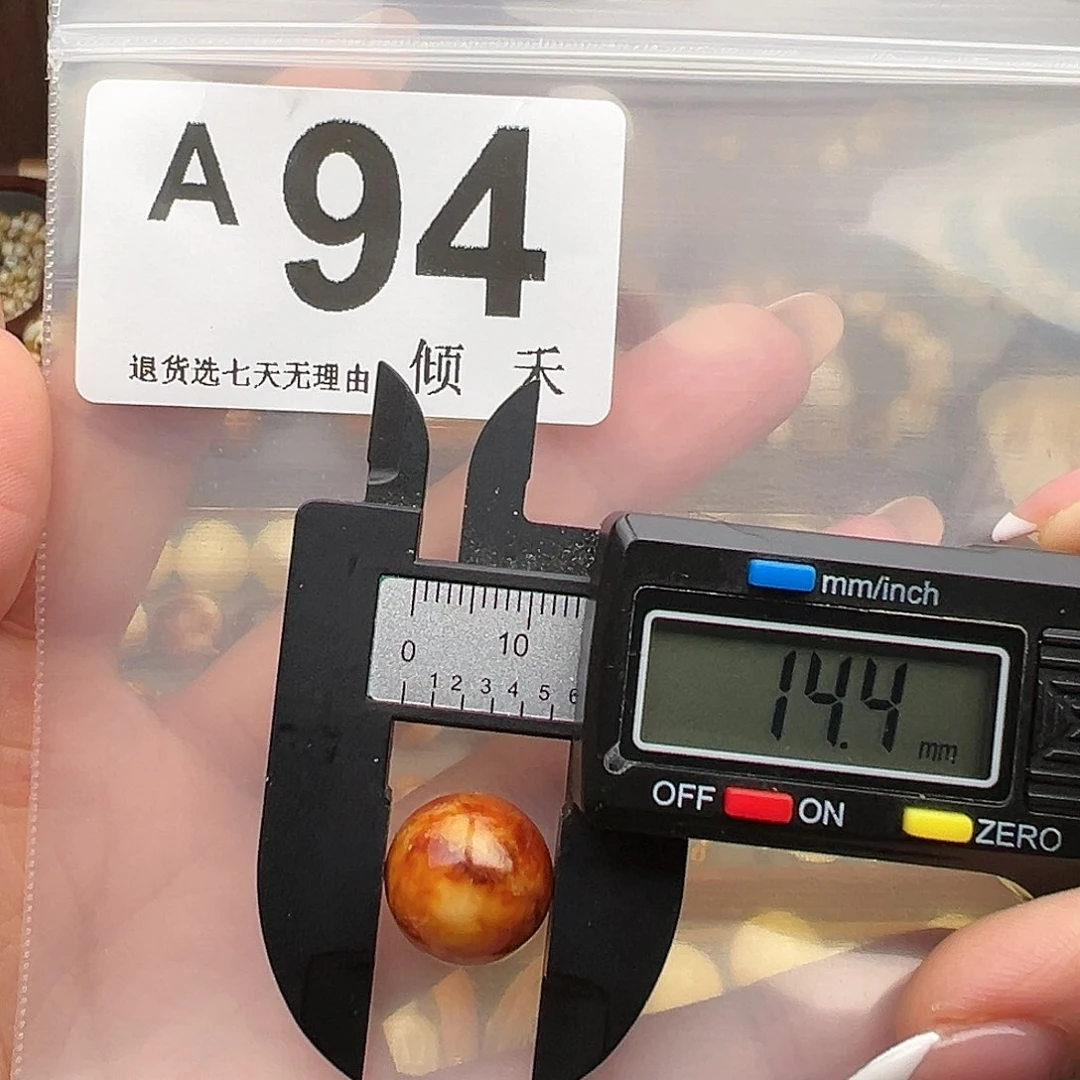 A 94
退货选七天无理由 倾 天
mm/inch
0 10
1 2 3 4 5 6
14.4 mm
OFF ON ZERO